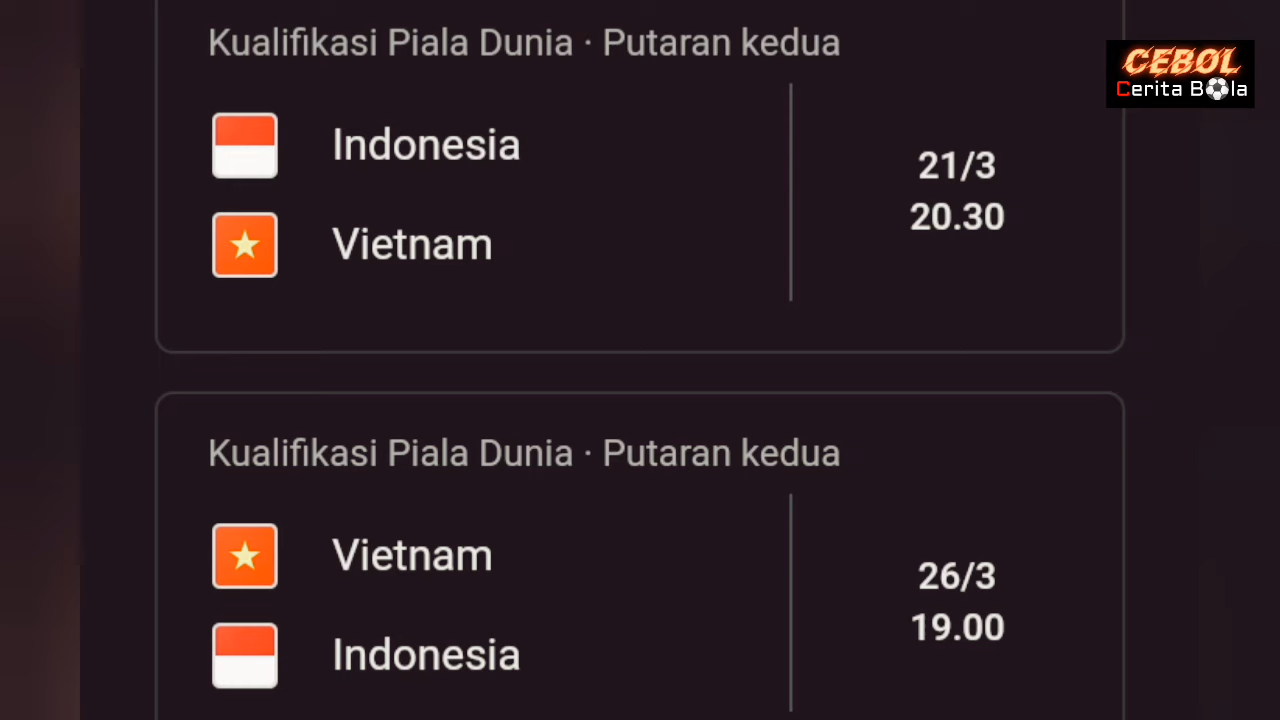 Kualifikasi Piala Dunia · Putaran kedua
CEBOL
Cerita Bola
Indonesia
21/3
20.30
Vietnam
Kualifikasi Piala Dunia · Putaran kedua
Vietnam
26/3
19.00
Indonesia